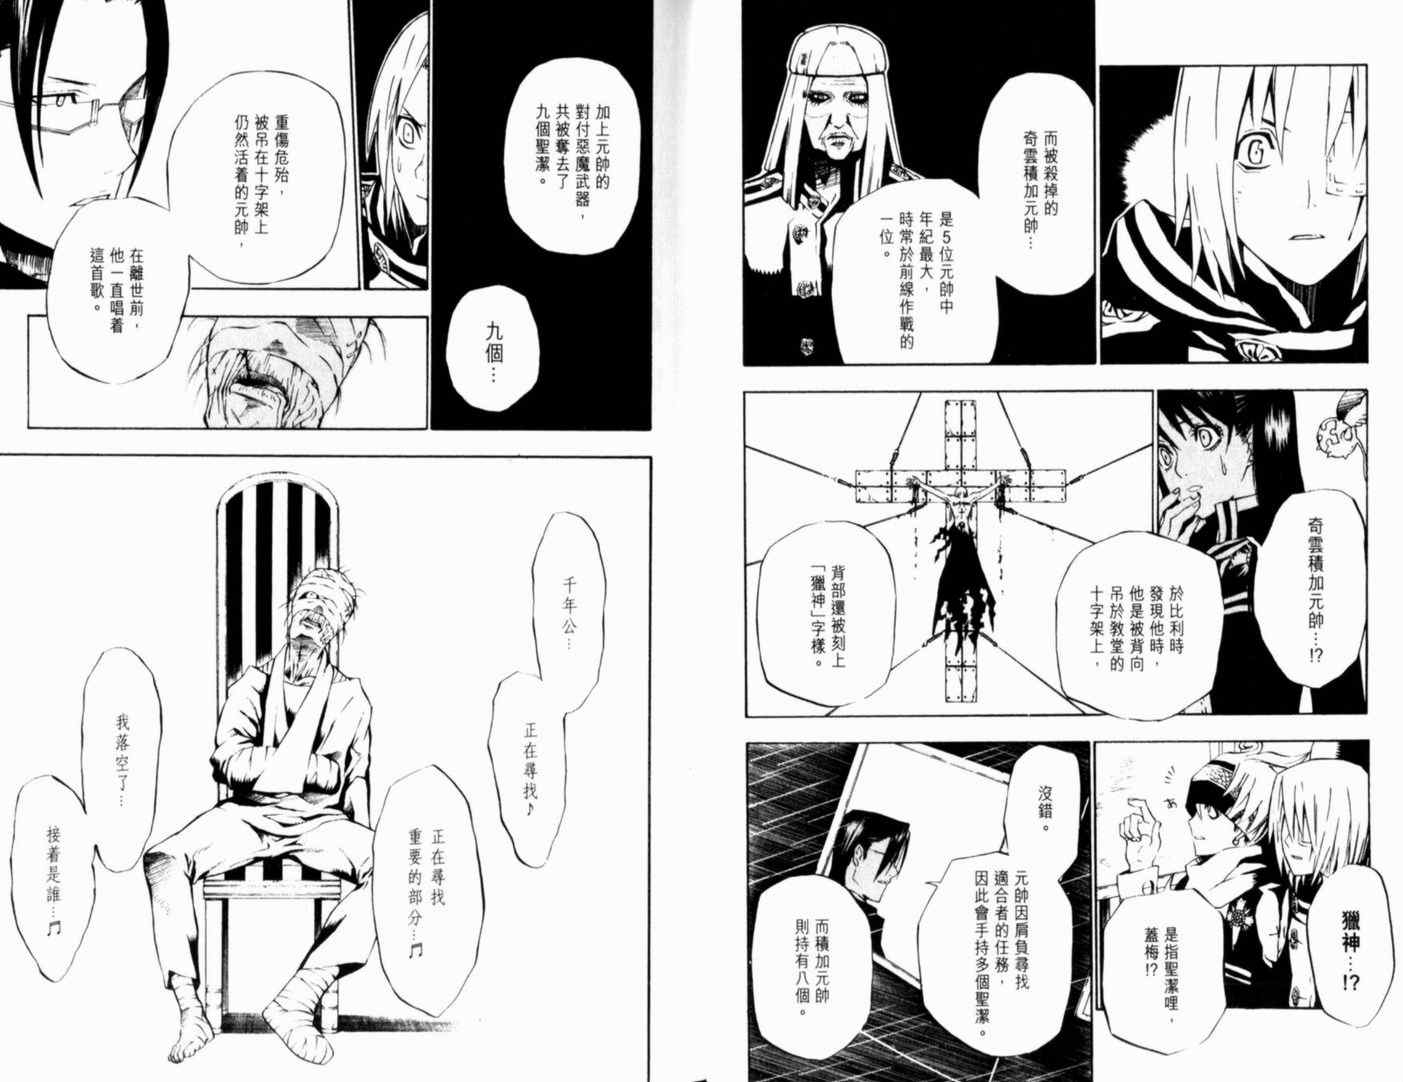 而被殺掉的
奇雲積加元帥…
是5位元帥中
年紀最大，
時常於前線作戰的
一位。
奇雲積加元帥…!?
於比利時
發現他時，
他是被背向
吊於教堂的
十字架上，
背部還被刻上
「獵神」字樣。
獵神…!?
あ
是指聖潔哩，
蓋梅!?
沒錯。
元帥因肩負尋找
適合者的任務，
因此會手持多個聖潔。
而積加元帥
則持有八個。
加上元帥的
對付惡魔武器，
共被奪去了
九個聖潔。
九個…
重傷危殆，
被吊在十字架上
仍然活着的元帥，
在離世前，
他一直唱着
這首歌。
千年公…
正在尋找♪
正在尋找
重要的部分…♫
我落空了…
接着是誰…♫